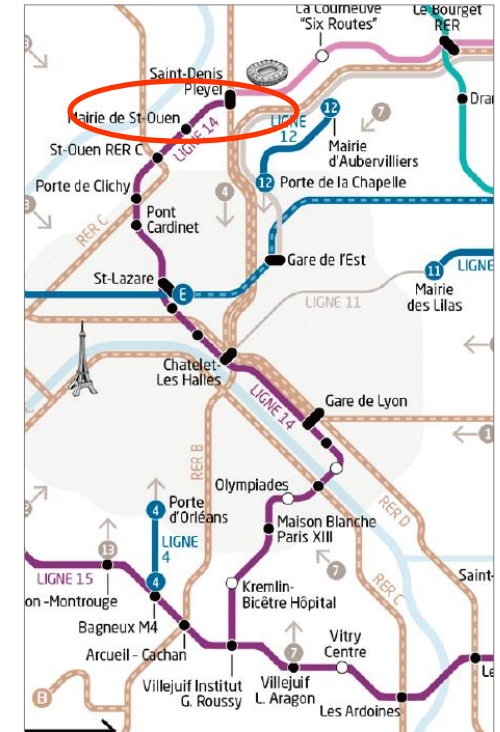 La Courneuve
"Six Routes"
Le Bourget
RER
Saint-Denis
Pleyel
Mairie de St-Ouen
LIGNE 14
LIGNE
12
12
7
Dra
Mairie
d'Aubervilliers
St-Ouen RER C
12
Porte de la Chapelle
Porte de Clichy
4
RER C
Pont
Cardinet
Gare de l'Est
St-Lazare
E
11
LIGNE
LIGNE 11
Mairie
des Lilas
Chatelet-
Les Halles
LIGNE 14
Gare de Lyon
1
RER B
Olympiades
RER D
4
Porte
d'Orléans
Maison Blanche
Paris XIII
LIGNE
4
13
7
LIGNE 15
4
RER C
Saint-
on -Montrouge
Kremlin-
Bicêtre Hôpital
Bagneux M4
Arcueil - Cachan
7
Vitry
Centre
Le
Villejuif Institut
G. Roussy
Villejuif
L. Aragon
Les Ardoines
B